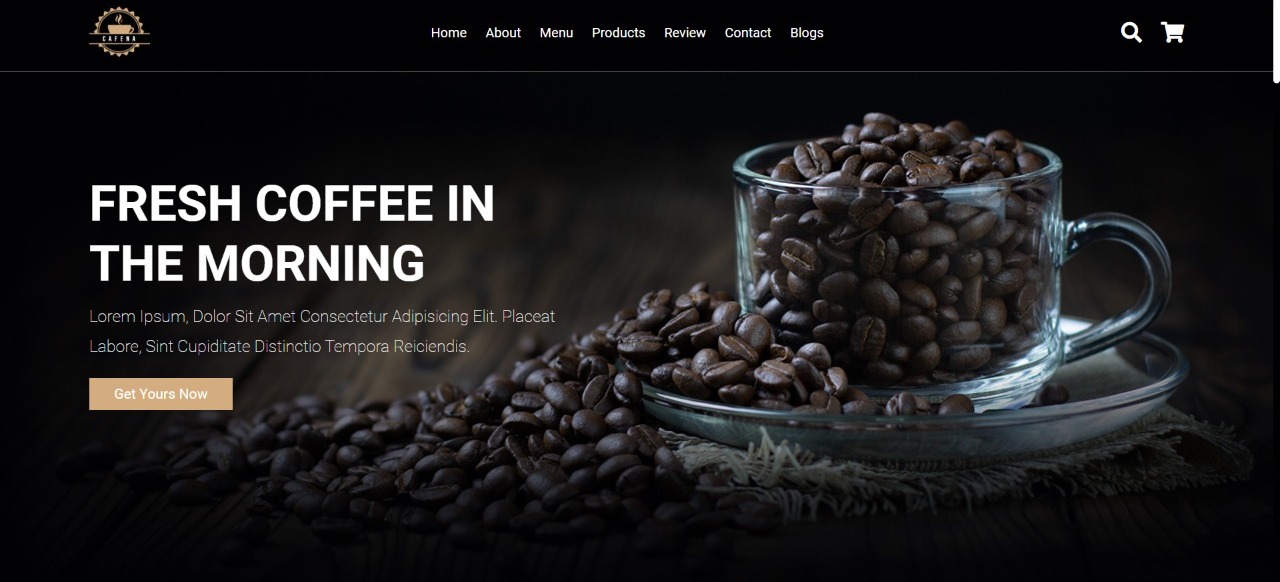 CAFENA
Home About Menu Products Review Contact Blogs
FRESH COFFEE IN
THE MORNING
Lorem Ipsum, Dolor Sit Amet Consectetur Adipisicing Elit. Placeat
Labore, Sint Cupiditate Distinctio Tempora Reiciendis.
Get Yours Now